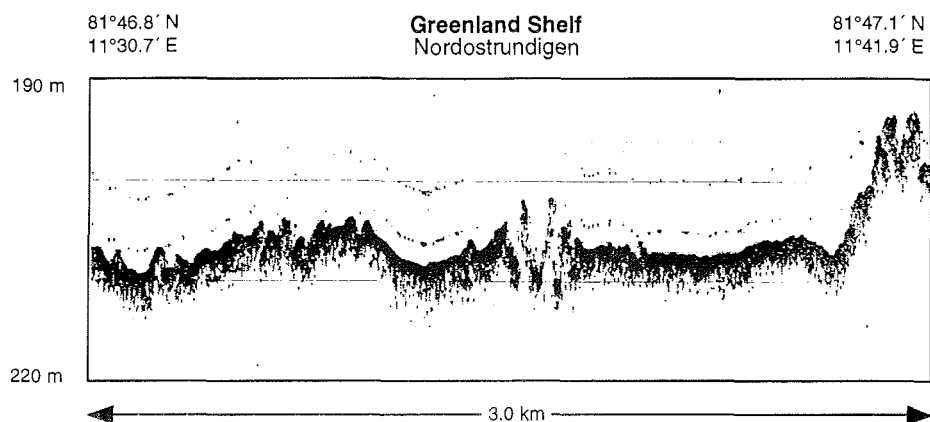 81°46.8´ N
11°30.7´ E
Greenland Shelf
Nordostrundigen
81°47.1´ N
11°41.9´ E
190 m
220 m
3.0 km